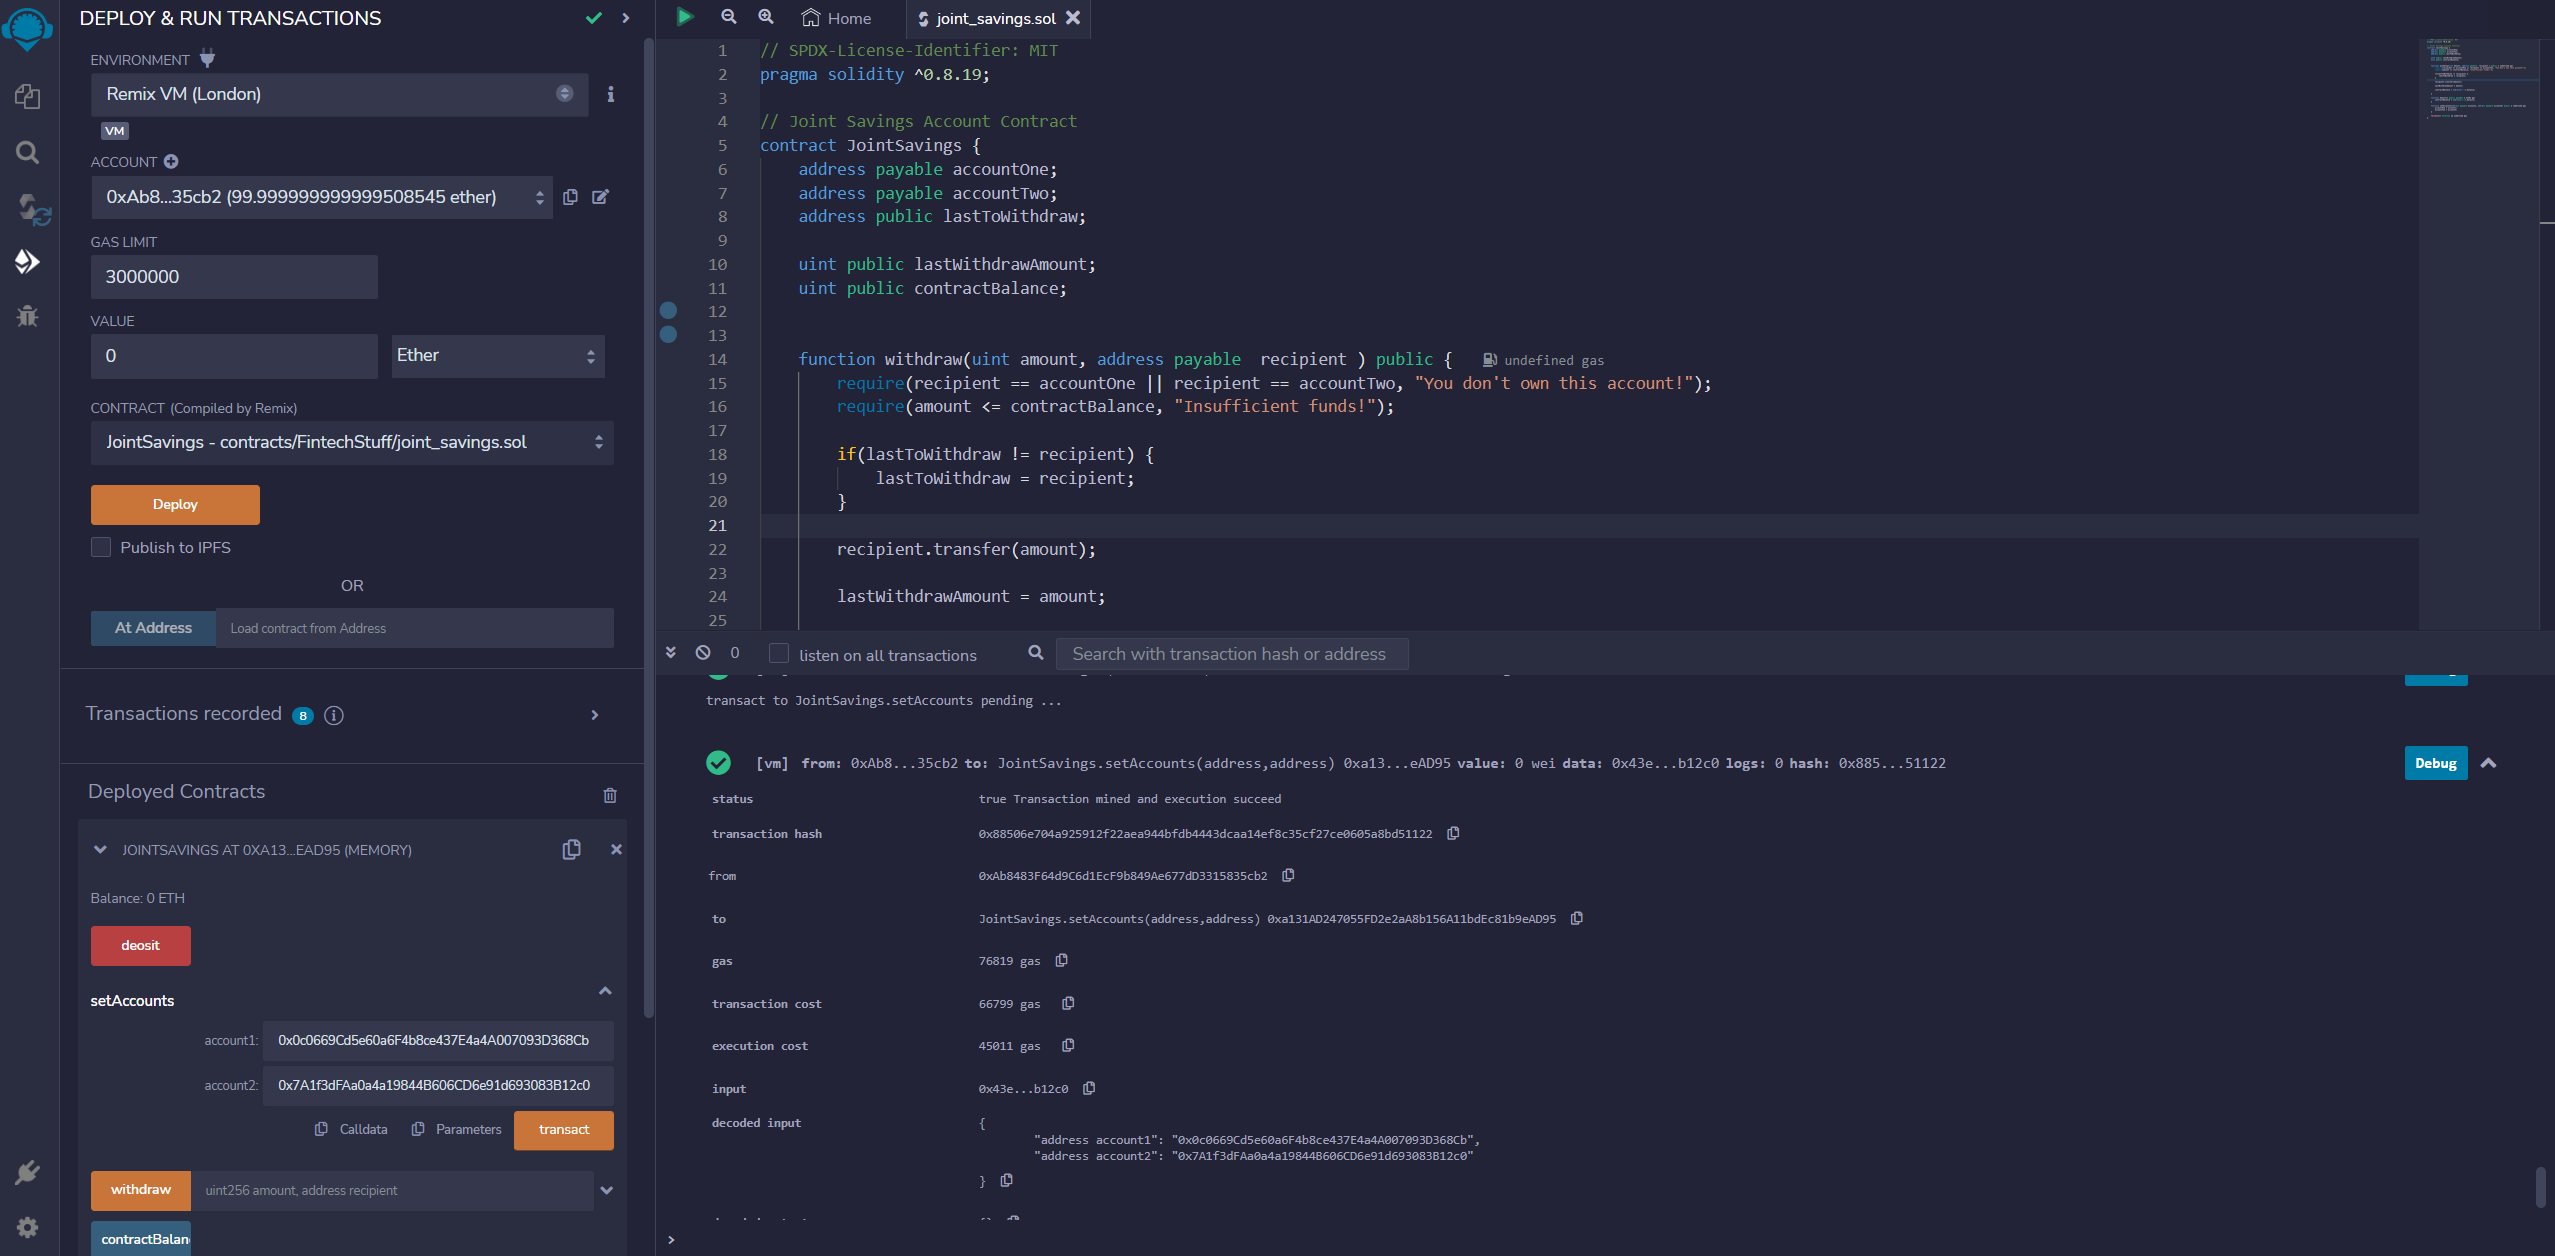 DEPLOY & RUN TRANSACTIONS
ENVIRONMENT
Remix VM (London)
VM
ACCOUNT
0xAb8...35cb2 (99.999999999999508545 ether)
GAS LIMIT
3000000
VALUE
0
Ether
CONTRACT (Compiled by Remix)
JointSavings - contracts/FintechStuff/joint_savings.sol
Deploy
Publish to IPFS
OR
At Address
Load contract from Address
Transactions recorded 8
Deployed Contracts
JOINTSAVINGS AT 0XA13...EAD95 (MEMORY)
Balance: 0 ETH
deosit
setAccounts
account1: 0x0c0669Cd5e60a6F4b8ce437E4a4A007093D368Cb
account2: 0x7A1f3dFAa0a4a19844B606CD6e91d693083B12c0
Calldata
Parameters
transact
withdraw
uint256 amount, address recipient
contractBalan
Home
joint_savings.sol
1 // SPDX-License-Identifier: MIT
2 pragma solidity ^0.8.19;
3
4 // Joint Savings Account Contract
5 contract JointSavings {
6 address payable accountOne;
7 address payable accountTwo;
8 address public lastToWithdraw;
9
10 uint public lastWithdrawAmount;
11 uint public contractBalance;
12
13
14 function withdraw(uint amount, address payable  recipient ) public { undefined gas
15 require(recipient == accountOne || recipient == accountTwo, "You don't own this account!");
16 require(amount <= contractBalance, "Insufficient funds!");
17
18 if(lastToWithdraw != recipient) {
19 lastToWithdraw = recipient;
20 }
21
22 recipient.transfer(amount);
23
24 lastWithdrawAmount = amount;
25
0
listen on all transactions
Search with transaction hash or address
transact to JointSavings.setAccounts pending ...
[vm] from: 0xAb8...35cb2 to: JointSavings.setAccounts(address,address) 0xa13...eAD95 value: 0 wei data: 0x43e...b12c0 logs: 0 hash: 0x885...51122
Debug
status true Transaction mined and execution succeed
transaction hash 0x88506e704a925912f22aea944bfdb4443dcaa14ef8c35cf27ce0605a8bd51122
from 0xAb8483F64d9C6d1EcF9b849Ae677dD3315835cb2
to JointSavings.setAccounts(address,address) 0xa131AD247055FD2e2aA8b156A11bdEc81b9eAD95
gas 76819 gas
transaction cost 66799 gas
execution cost 45011 gas
input 0x43e...b12c0
decoded input {
"address account1": "0x0c0669Cd5e60a6F4b8ce437E4a4A007093D368Cb",
"address account2": "0x7A1f3dFAa0a4a19844B606CD6e91d693083B12c0"
}
>